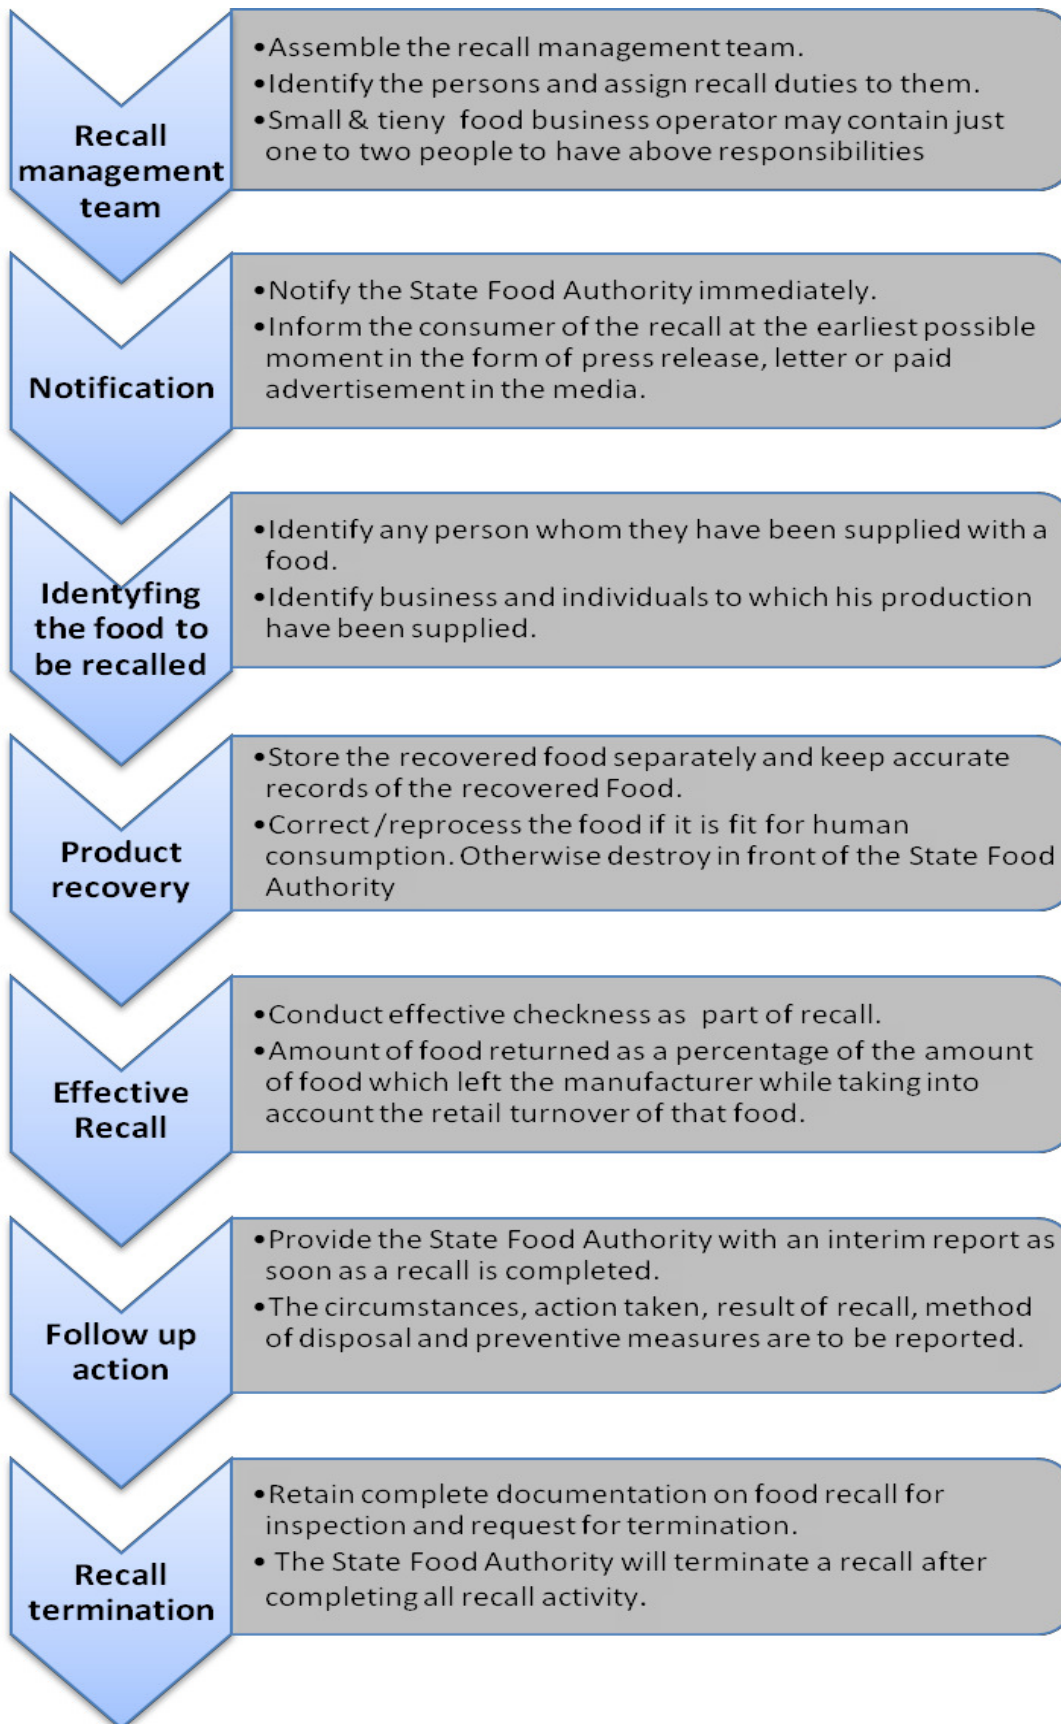 Recall
management
team
•Assemble the recall management team.
•Identify the persons and assign recall duties to them.
•Small & tieny food business operator may contain just
one to two people to have above responsibilities
Notification
•Notify the State Food Authority immediately.
•Inform the consumer of the recall at the earliest possible
moment in the form of press release, letter or paid
advertisement in the media.
Identyfing
the food to
be recalled
•Identify any person whom they have been supplied with a
food.
•Identify business and individuals to which his production
have been supplied.
Product
recovery
•Store the recovered food separately and keep accurate
records of the recovered Food.
•Correct/reprocess the food if it is fit for human
consumption. Otherwise destroy in front of the State Food
Authority
Effective
Recall
•Conduct effective checkness as part of recall.
•Amount of food returned as a percentage of the amount
of food which left the manufacturer while taking into
account the retail turnover of that food.
Follow up
action
•Provide the State Food Authority with an interim report as
soon as a recall is completed.
•The circumstances, action taken, result of recall, method
of disposal and preventive measures are to be reported.
Recall
termination
•Retain complete documentation on food recall for
inspection and request for termination.
• The State Food Authority will terminate a recall after
completing all recall activity.